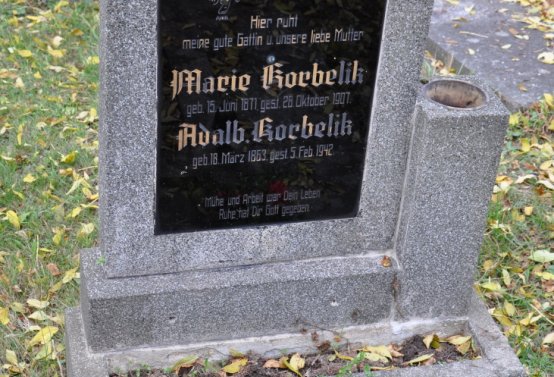 Hier ruht
meine gute Gattin u. unsere liebe Mutter
Marie Korbelik
geb. 15. Juni 1871 gest. 28. Oktober 1907.
Adalb. Korbelik
geb. 18. März 1863 gest. 5. Feb. 1942.
Mühe und Arbeit war Dein Leben
Ruhe hat Dir Gott gegeben.